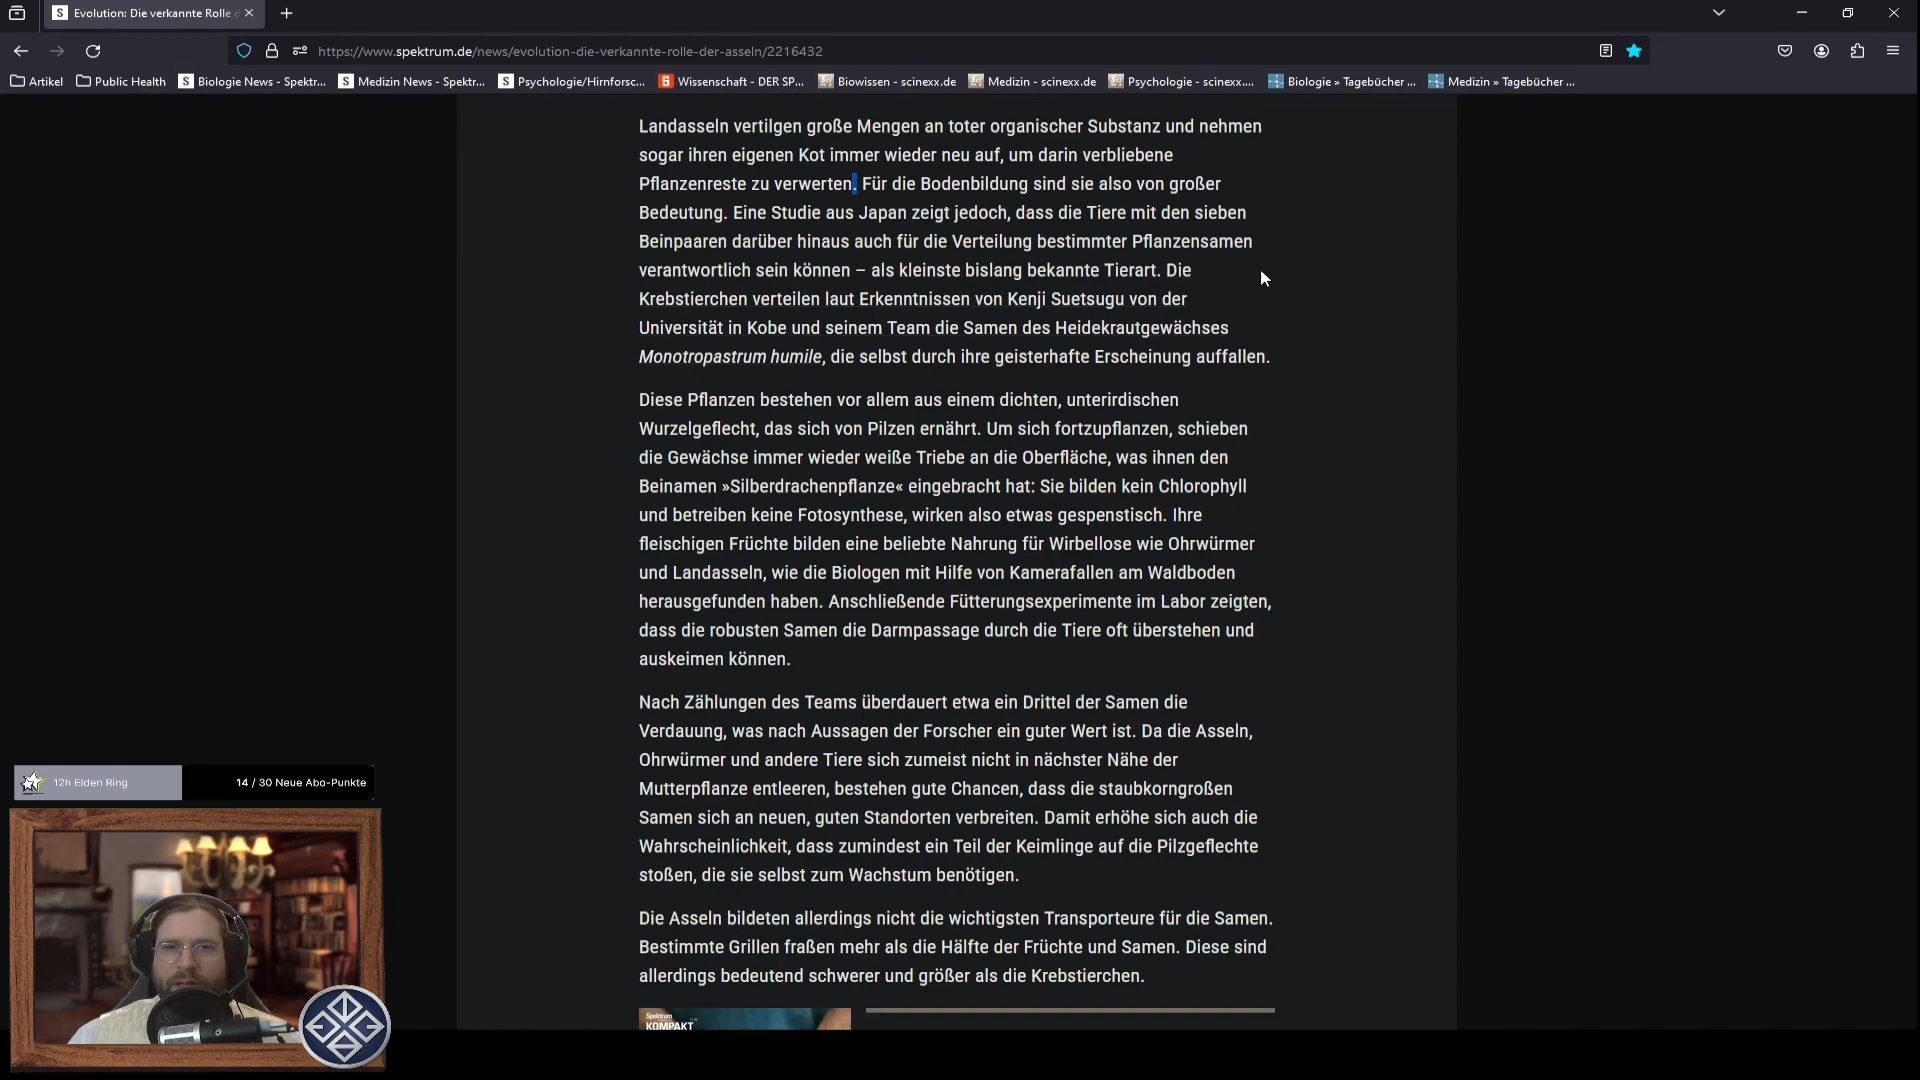 Evolution: Die verkannte Rolle d
https://www.spektrum.de/news/evolution-die-verkannte-rolle-der-asseln/2216432
Artikel
Public Health
Biologie News - Spektr...
Medizin News - Spektr...
Psychologie/Hirnforsc...
Wissenschaft - DER SP...
Biowissen - scinexx.de
Medizin - scinexx.de
Psychologie - scinexx....
Biologie » Tagebücher ...
Medizin » Tagebücher ...
Landasseln vertilgen große Mengen an toter organischer Substanz und nehmen
sogar ihren eigenen Kot immer wieder neu auf, um darin verbliebene
Pflanzenreste zu verwerten. Für die Bodenbildung sind sie also von großer
Bedeutung. Eine Studie aus Japan zeigt jedoch, dass die Tiere mit den sieben
Beinpaaren darüber hinaus auch für die Verteilung bestimmter Pflanzensamen
verantwortlich sein können – als kleinste bislang bekannte Tierart. Die
Krebstierchen verteilen laut Erkenntnissen von Kenji Suetsugu von der
Universität in Kobe und seinem Team die Samen des Heidekrautgewächses
Monotropastrum humile, die selbst durch ihre geisterhafte Erscheinung auffallen.
Diese Pflanzen bestehen vor allem aus einem dichten, unterirdischen
Wurzelgeflecht, das sich von Pilzen ernährt. Um sich fortzupflanzen, schieben
die Gewächse immer wieder weiße Triebe an die Oberfläche, was ihnen den
Beinamen »Silberdrachenpflanze« eingebracht hat: Sie bilden kein Chlorophyll
und betreiben keine Fotosynthese, wirken also etwas gespenstisch. Ihre
fleischigen Früchte bilden eine beliebte Nahrung für Wirbellose wie Ohrwürmer
und Landasseln, wie die Biologen mit Hilfe von Kamerafallen am Waldboden
herausgefunden haben. Anschließende Fütterungsexperimente im Labor zeigten,
dass die robusten Samen die Darmpassage durch die Tiere oft überstehen und
auskeimen können.
Nach Zählungen des Teams überdauert etwa ein Drittel der Samen die
Verdauung, was nach Aussagen der Forscher ein guter Wert ist. Da die Asseln,
Ohrwürmer und andere Tiere sich zumeist nicht in nächster Nähe der
Mutterpflanze entleeren, bestehen gute Chancen, dass die staubkorngroßen
Samen sich an neuen, guten Standorten verbreiten. Damit erhöhe sich auch die
Wahrscheinlichkeit, dass zumindest ein Teil der Keimlinge auf die Pilzgeflechte
stoßen, die sie selbst zum Wachstum benötigen.
Die Asseln bildeten allerdings nicht die wichtigsten Transporteure für die Samen.
Bestimmte Grillen fraßen mehr als die Hälfte der Früchte und Samen. Diese sind
allerdings bedeutend schwerer und größer als die Krebstierchen.
Spektrum
KOMPAKT
12h Elden Ring
14 / 30 Neue Abo-Punkte